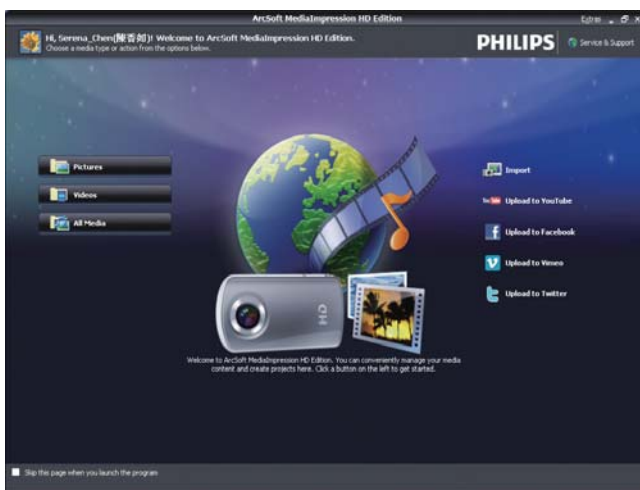 ArcSoft MediaImpression HD Edition
Extras
Hi, Serena_Chen(陳香如)! Welcome to ArcSoft MediaImpression HD Edition.
Choose a media type or action from the options below.
PHILIPS
Service & Support
Pictures
Videos
All Media
Import
You Tube Upload to YouTube
f Upload to Facebook
v Upload to Vimeo
t Upload to Twitter
HD
Welcome to ArcSoft MediaImpression HD Edition. You can conveniently manage your media
content and create projects here. Click a button on the left to get started.
Skip this page when you launch the program